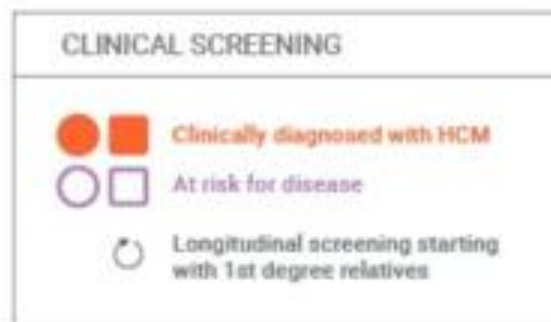 CLINICAL SCREENING
Clinically diagnosed with HCM
At risk for disease
Longitudinal screening starting
with 1st degree relatives